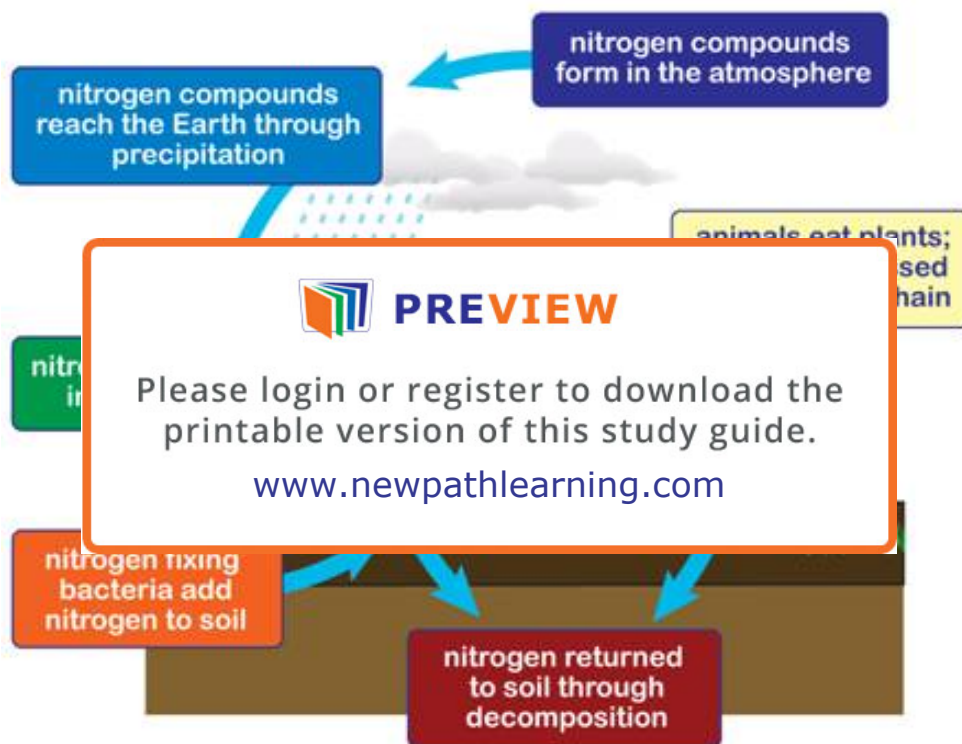 nitrogen compounds
form in the atmosphere
nitrogen compounds
reach the Earth through
precipitation
animals eat plants;
PREVIEW
Please login or register to download the
printable version of this study guide.
www.newpathlearning.com
nitrogen fixing
bacteria add
nitrogen to soil
nitrogen returned
to soil through
decomposition